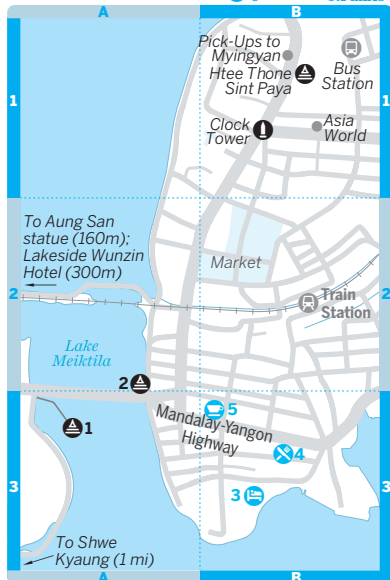 A
B
Pick-Ups to
Myingyan
Htee Thone
Sint Paya
Bus
Station
1
1
Clock
Tower
Asia
World
To Aung San
statue (160m);
Lakeside Wunzin
Hotel (300m)
Market
2
2
Train
Station
Lake
Meiktila
2
5
1
Mandalay-Yangon
Highway
4
3
3
3
To Shwe
Kyaung (1 mi)
A
B